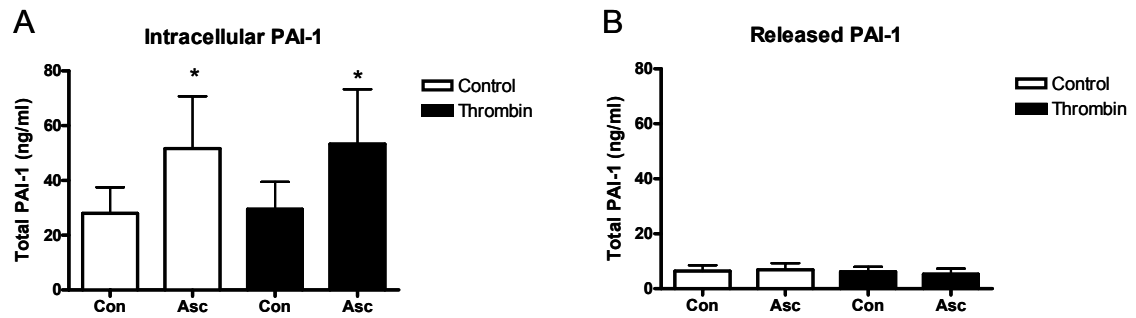 A
Intracellular PAI-1
Total PAI-1 (ng/ml)
80
60
40
20
0
*
*
Con
Asc
Con
Asc
Control
Thrombin
B
Released PAI-1
Total PAI-1 (ng/ml)
80
60
40
20
0
Con
Asc
Con
Asc
Control
Thrombin